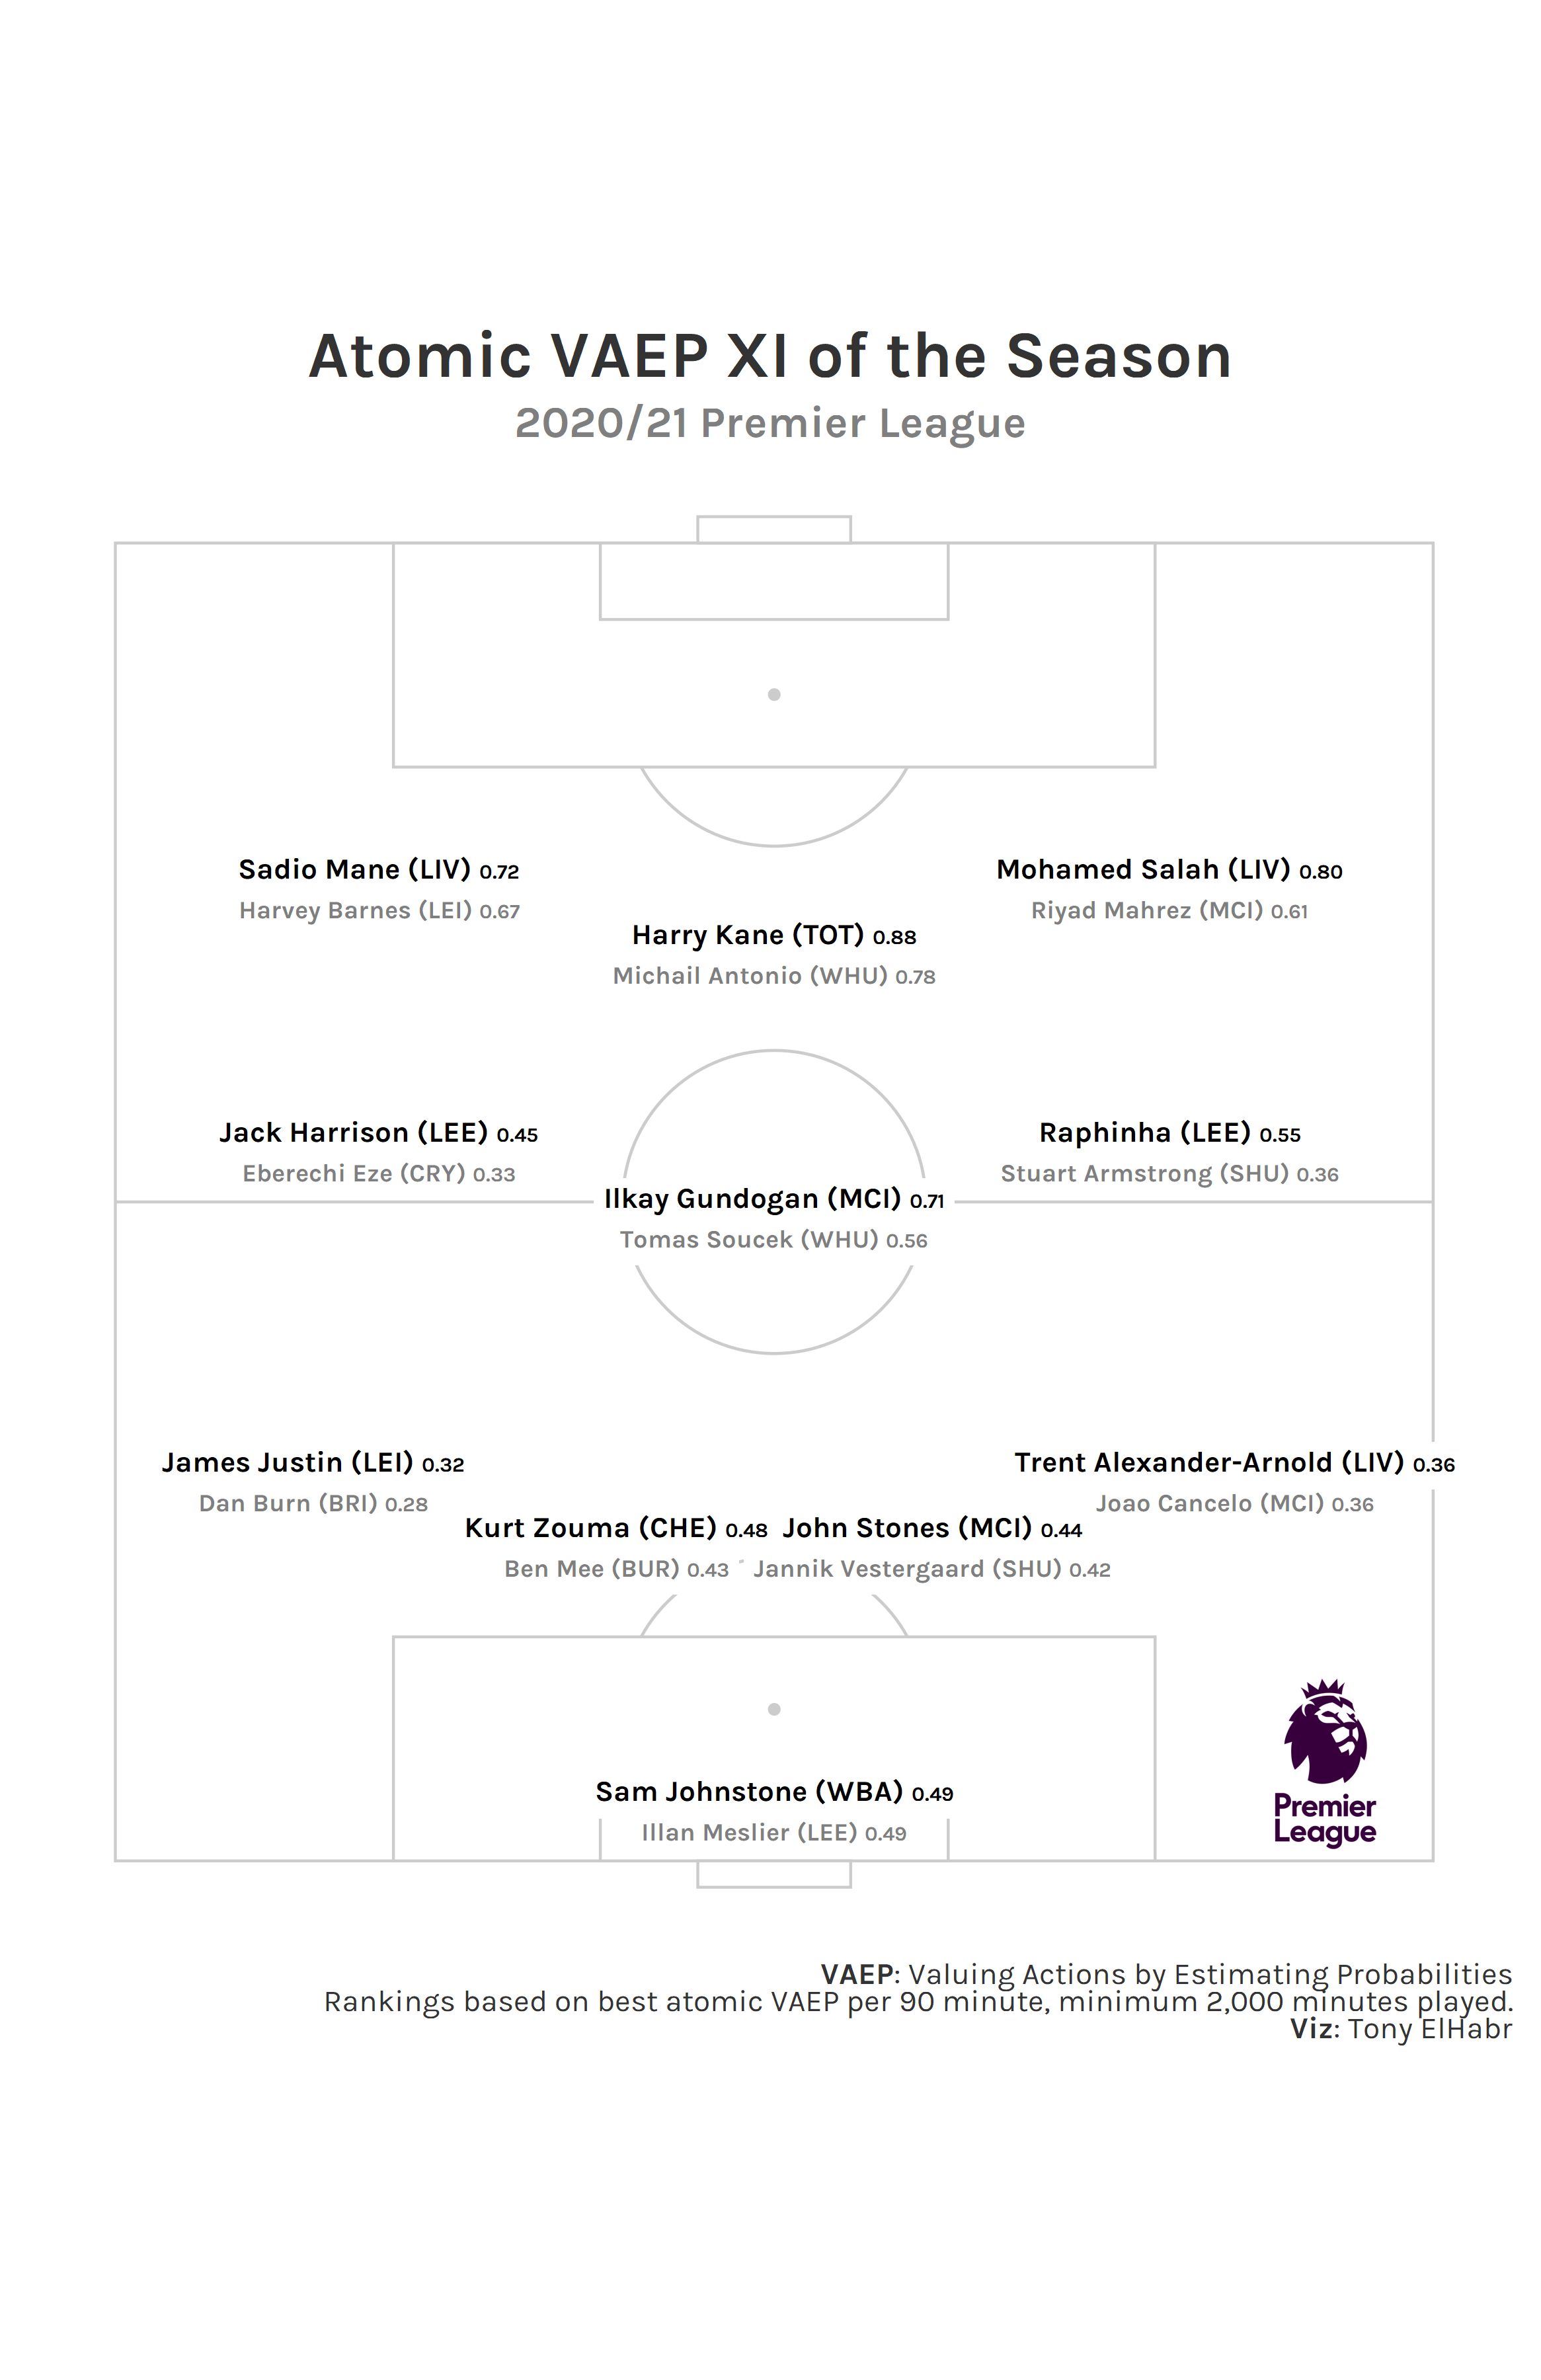 Atomic VAEP XI of the Season
2020/21 Premier League
Sadio Mane (LIV) 0.72
Harvey Barnes (LEI) 0.67
Mohamed Salah (LIV) 0.80
Riyad Mahrez (MCI) 0.61
Harry Kane (TOT) 0.88
Michail Antonio (WHU) 0.78
Jack Harrison (LEE) 0.45
Eberechi Eze (CRY) 0.33
Raphinha (LEE) 0.55
Stuart Armstrong (SHU) 0.36
Ilkay Gundogan (MCI) 0.71
Tomas Soucek (WHU) 0.56
James Justin (LEI) 0.32
Dan Burn (BRI) 0.28
Trent Alexander-Arnold (LIV) 0.36
Joao Cancelo (MCI) 0.36
Kurt Zouma (CHE) 0.48
Ben Mee (BUR) 0.43
John Stones (MCI) 0.44
Jannik Vestergaard (SHU) 0.42
Sam Johnstone (WBA) 0.49
Illan Meslier (LEE) 0.49
Premier
League
VAEP: Valuing Actions by Estimating Probabilities
Rankings based on best atomic VAEP per 90 minute, minimum 2,000 minutes played.
Viz: Tony ElHabr